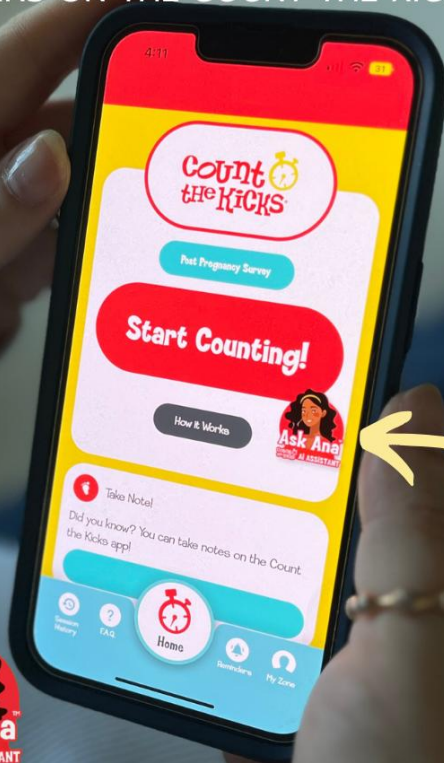 4:11
31
Count
the Kicks
Post Pregnancy Survey
Start Counting!
How it Works
Ask Ana
AI ASSISTANT
Take Note!
Did you know? You can take notes on the Count
the Kicks app!
Session
History
FAQ
Home
Reminders
My Zone